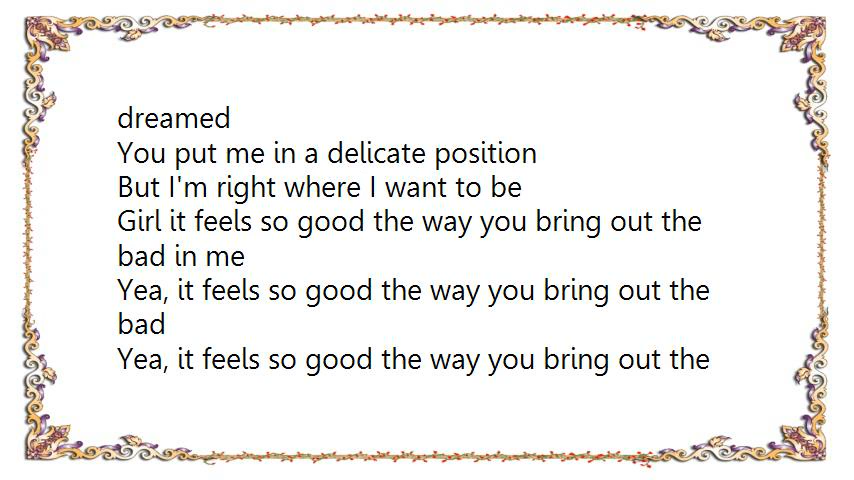 dreamed
You put me in a delicate position
But I'm right where I want to be
Girl it feels so good the way you bring out the
bad in me
Yea, it feels so good the way you bring out the
bad
Yea, it feels so good the way you bring out the